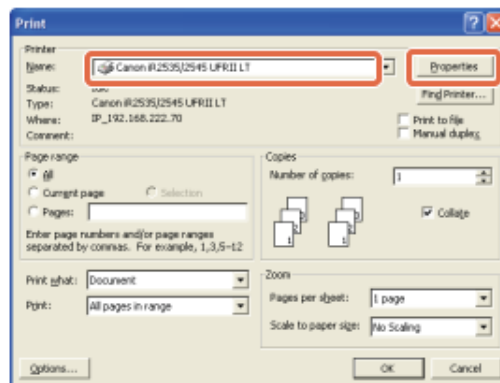 Print
Printer
Name: Canon iR2535/2545 UFRII LT Properties
Status: Idle Find Printer...
Type: Canon iR2535/2545 UFRII LT
Where: IP_192.168.222.70 Print to file
Comment: Manual duplex
Page range
All
Current page Selection
Pages:
Enter page numbers and/or page ranges
separated by commas. For example, 1,3,5-12
Copies
Number of copies: 1
Collate
Print what: Document
Print: All pages in range
Zoom
Pages per sheet: 1 page
Scale to paper size: No Scaling
Options... OK Cancel